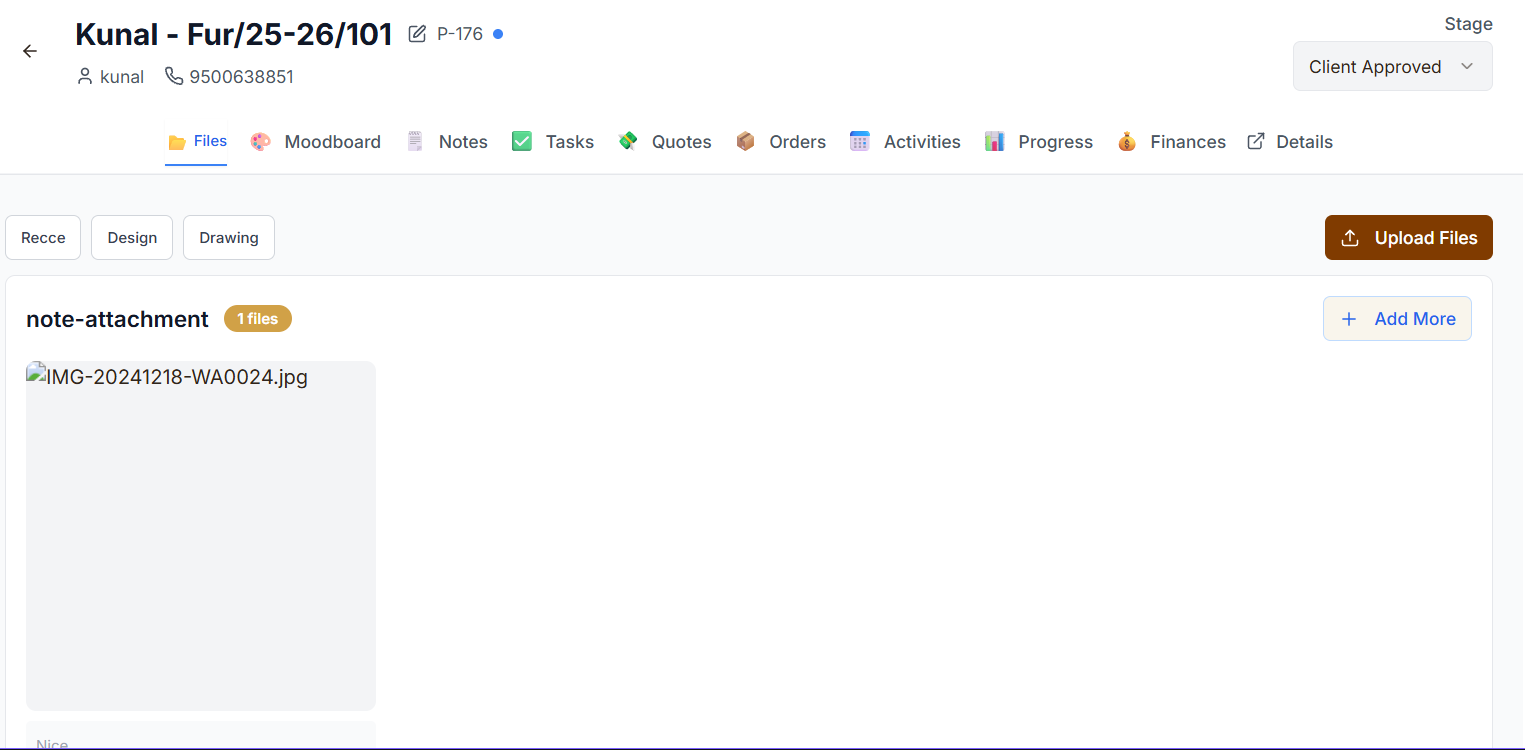 Kunal - Fur/25-26/101 P-176
Stage
kunal 9500638851
Client Approved
Files Moodboard Notes Tasks Quotes Orders Activities Progress Finances Details
Recce Design Drawing Upload Files
note-attachment 1 files Add More
IMG-20241218-WA0024.jpg
Nice